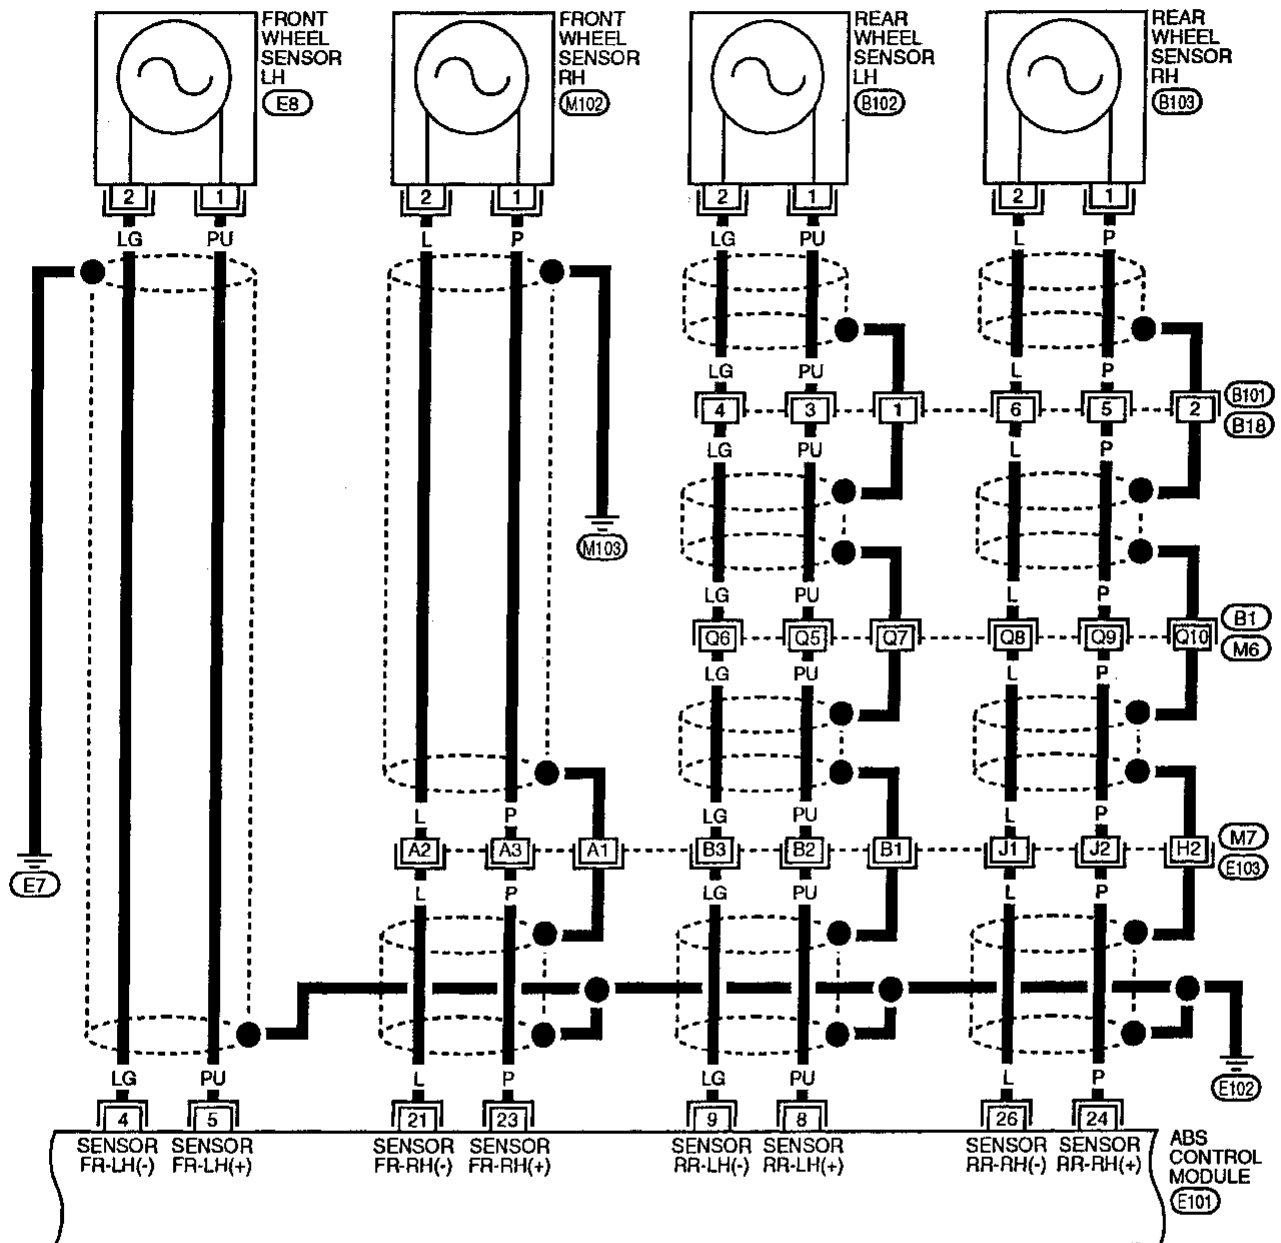 FRONT
WHEEL
SENSOR
LH
E8
FRONT
WHEEL
SENSOR
RH
M102
REAR
WHEEL
SENSOR
LH
B102
REAR
WHEEL
SENSOR
RH
B103
2 1 2 1 2 1 2 1
LG PU L P LG PU L P
LG PU L P
4 3 1 6 5 2
B101
B18
LG PU L P
M103
LG PU L P
Q6 Q5 Q7 Q8 Q9 Q10
B1
M6
LG PU L P
L P LG PU L P
A2 A3 A1 B3 B2 B1 J1 J2 H2
M7
E103
E7
L P LG PU L P
E102
LG PU L P LG PU L P
4 5 21 23 9 8 26 24
SENSOR
FR-LH(-)
SENSOR
FR-LH(+)
SENSOR
FR-RH(-)
SENSOR
FR-RH(+)
SENSOR
RR-LH(-)
SENSOR
RR-LH(+)
SENSOR
RR-RH(-)
SENSOR
RR-RH(+)
ABS
CONTROL
MODULE
E101